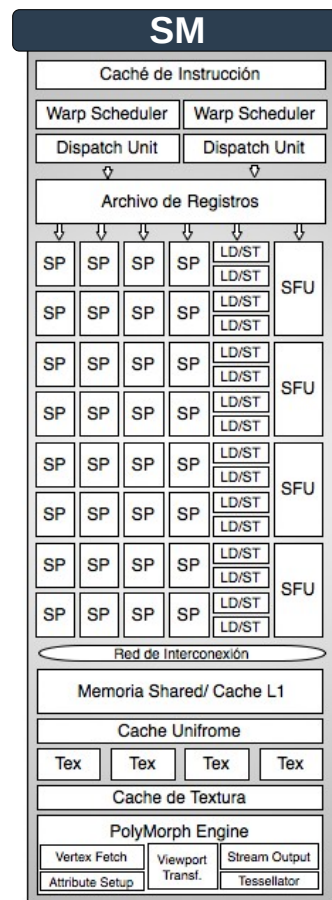 SM
Caché de Instrucción
Warp Scheduler Warp Scheduler
Dispatch Unit Dispatch Unit
Archivo de Registros
SP SP SP SP LD/ST SFU
LD/ST
SP SP SP SP LD/ST
LD/ST
SP SP SP SP LD/ST SFU
LD/ST
SP SP SP SP LD/ST
LD/ST
SP SP SP SP LD/ST SFU
LD/ST
SP SP SP SP LD/ST
LD/ST
SP SP SP SP LD/ST SFU
LD/ST
SP SP SP SP LD/ST
LD/ST
Red de Interconexión
Memoria Shared/ Cache L1
Cache Unifrome
Tex Tex Tex Tex
Cache de Textura
PolyMorph Engine
Vertex Fetch Viewport Transf. Stream Output
Attribute Setup Tessellator